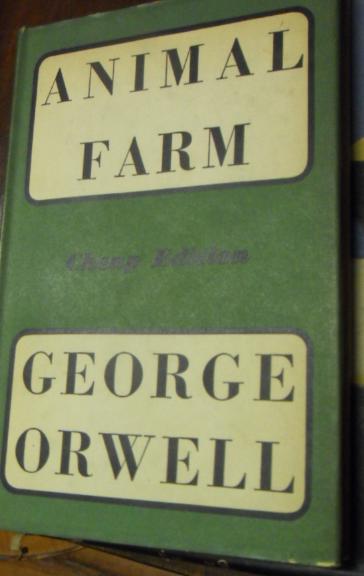 ANIMAL
FARM
Cheap Edition
GEORGE
ORWELL